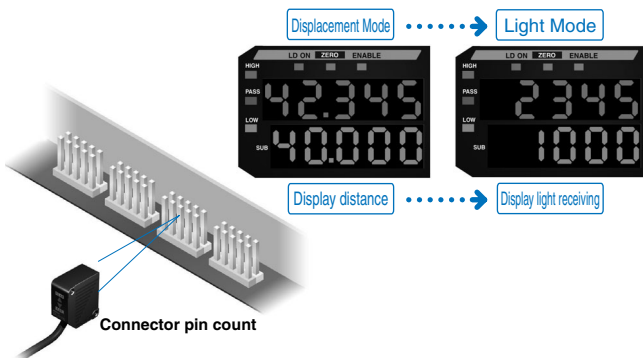 Displacement Mode
Light Mode
LD ON ZERO ENABLE
HIGH
PASS
42.345
LOW
SUB
40.000
LD ON ZERO ENABLE
HIGH
PASS
2345
LOW
SUB
1000
Display distance
Display light receiving
Connector pin count